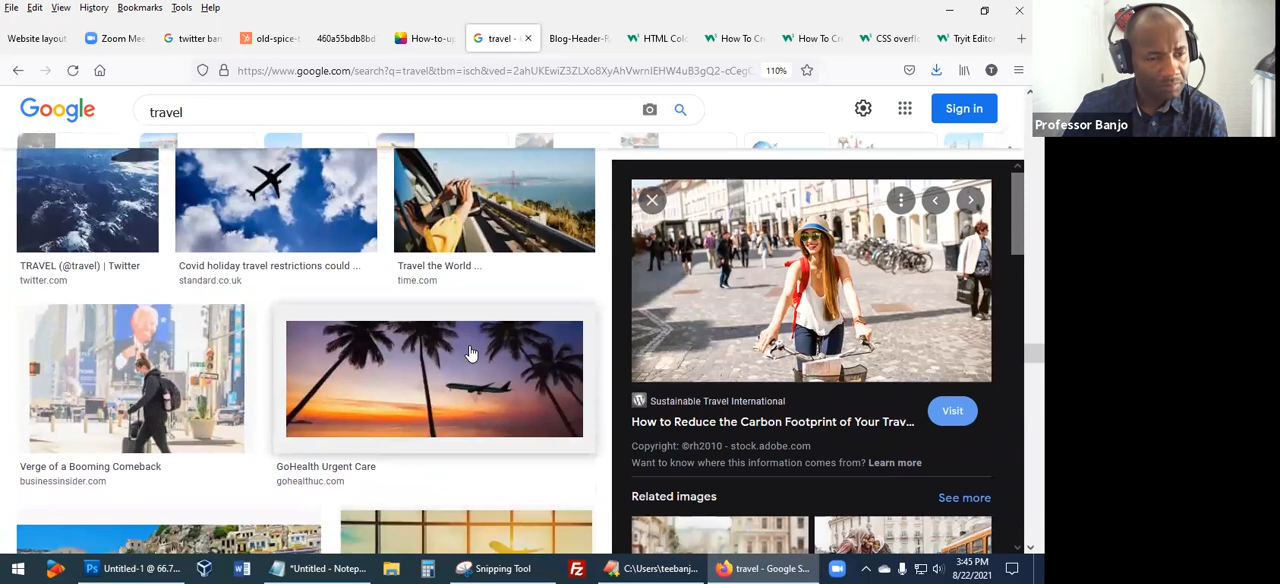 File Edit View History Bookmarks Tools Help
Website layout Zoom Mee twitter ban old-spice-t 460a55bdb8bd How-to-u travel - G Blog-Header-R HTML Colo How To Cre How To Cre CSS overfl Tryit Editor
https://www.google.com/search?q=travel&tbm=isch&ved= 110%
Google travel Sign in
TRAVEL (@travel) | Twitter
twitter.com
Covid holiday travel restrictions could ...
standard.co.uk
Travel the World ...
time.com
Verge of a Booming Comeback
businessinsider.com
GoHealth Urgent Care
gohealthuc.com
Sustainable Travel International
How to Reduce the Carbon Footprint of Your Trav...
Visit
Copyright: ©rh2010 - stock.adobe.com
Want to know where this information comes from? Learn more
Related images See more
Professor Banjo
Untitled-1 @ 66.7... *Untitled - Notep... Snipping Tool C:\Users\teebanj... travel - Google S...
3:45 PM
8/22/2021